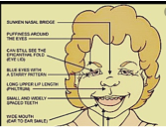 SUNKEN NASAL BRIDGE
PUFFINESS AROUND
THE EYES
CAN STILL SEE THE
EPICANTHAL FOLD
(EYE LID)
BLUE EYES WITH
A STARRY PATTERN
LONG UPPER LIP LENGTH
(PHILTRUM)
SMALL AND WIDELY
SPACED TEETH
WIDE MOUTH
(EAR TO EAR SMILE)